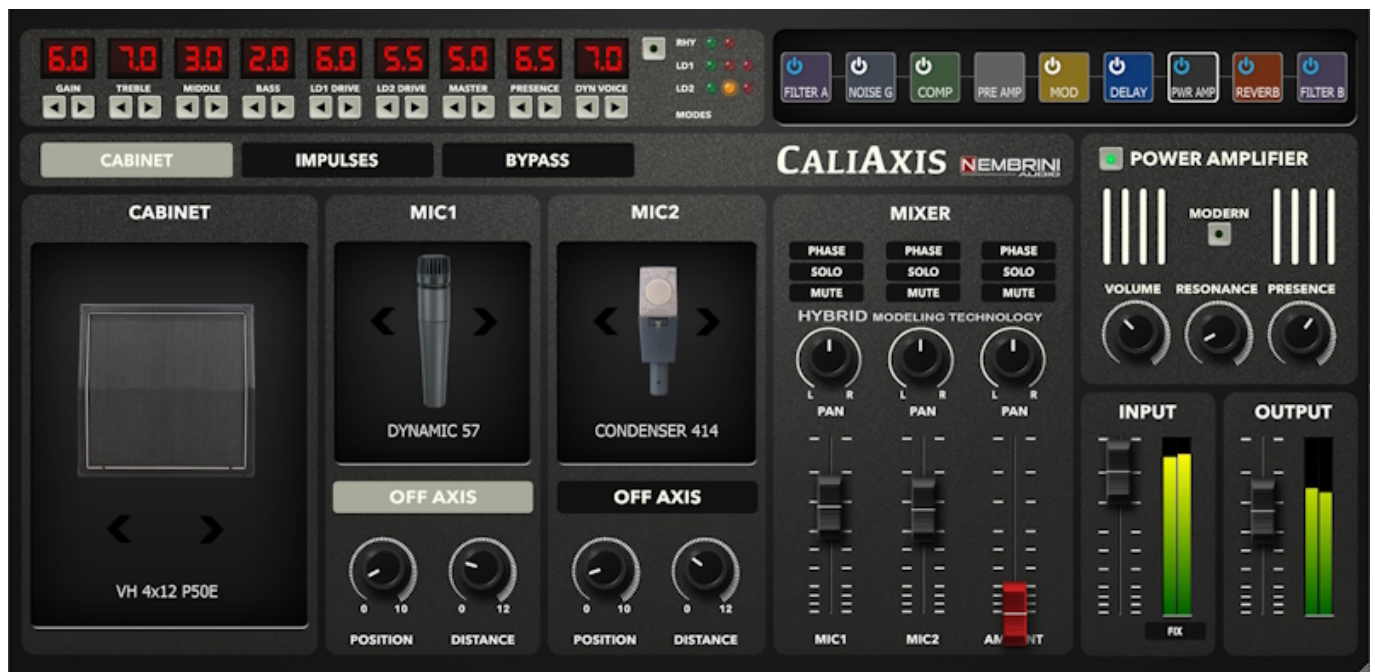 6.0 7.0 3.0 2.0 6.0 5.5 5.0 6.5 7.0
GAIN TREBLE MIDDLE BASS LD1 DRIVE LD2 DRIVE MASTER PRESENCE DYN VOICE
RHY
LD1
LD2
MODES
FILTER A NOISE G COMP PRE AMP MOD DELAY PWR AMP REVERB FILTER B
CABINET IMPULSES BYPASS
CALIAXIS NEMBRINI
AUDIO
POWER AMPLIFIER
MODERN
VOLUME RESONANCE PRESENCE
CABINET
VH 4x12 P50E
MIC1
DYNAMIC 57
OFF AXIS
0 10 0 12
POSITION DISTANCE
MIC2
CONDENSER 414
OFF AXIS
0 10 0 12
POSITION DISTANCE
MIXER
PHASE PHASE PHASE
SOLO SOLO SOLO
MUTE MUTE MUTE
HYBRID MODELING TECHNOLOGY
L R L R L R
PAN PAN PAN
MIC1 MIC2 AM NT
INPUT
FIX
OUTPUT